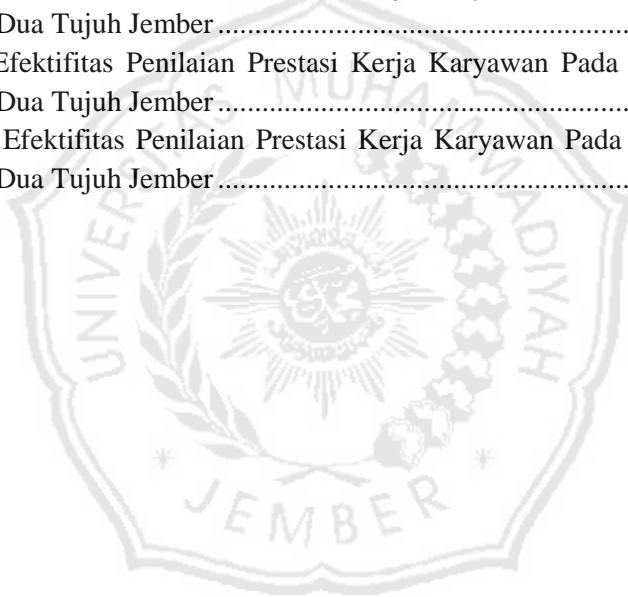 Dua Tujuh Jember ........................................................
Efektifitas Penilaian Prestasi Kerja Karyawan Pada
Dua Tujuh Jember ........................................................
Efektifitas Penilaian Prestasi Kerja Karyawan Pada
Dua Tujuh Jember ........................................................
UNIVERSITAS MUHAMMADIYAH
JEMBER